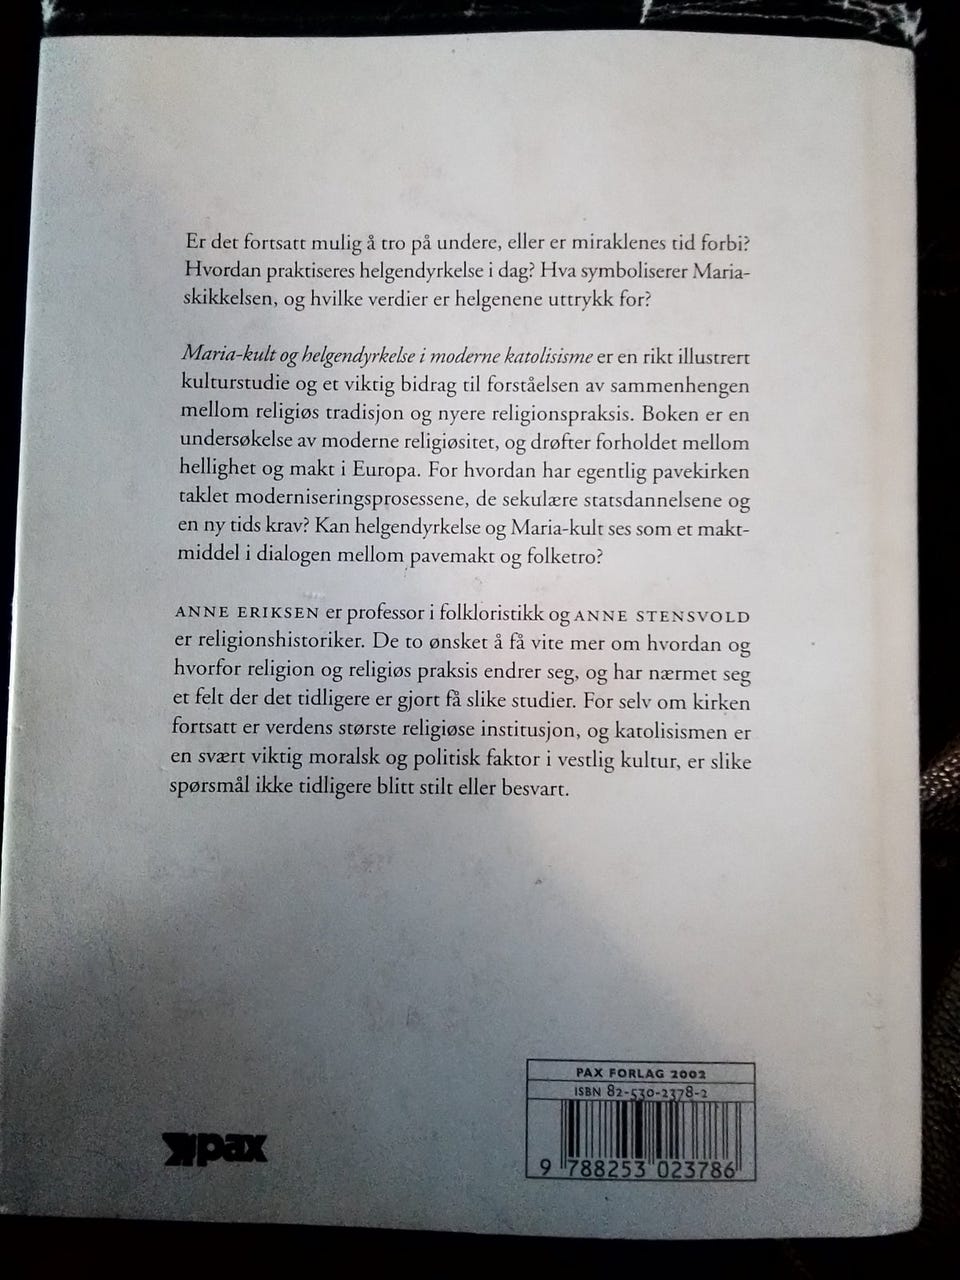 Er det fortsatt mulig å tro på undere, eller er miraklenes tid forbi?
Hvordan praktiseres helgendyrkelse i dag? Hva symboliserer Maria-
skikkelsen, og hvilke verdier er helgenene uttrykk for?
Maria-kult og helgendyrkelse i moderne katolisisme er en rikt illustrert
kulturstudie og et viktig bidrag til forståelsen av sammenhengen
mellom religiøs tradisjon og nyere religionspraksis. Boken er en
undersøkelse av moderne religiøsitet, og drøfter forholdet mellom
hellighet og makt i Europa. For hvordan har egentlig pavekirken
taklet moderniseringsprosessene, de sekulære statsdannelsene og
en ny tids krav? Kan helgendyrkelse og Maria-kult ses som et makt-
middel i dialogen mellom pavemakt og folketro?
ANNE ERIKSEN er professor i folkloristikk og ANNE STENSVOLD
er religionshistoriker. De to ønsket å få vite mer om hvordan og
hvorfor religion og religiøs praksis endrer seg, og har nærmet seg
et felt der det tidligere er gjort få slike studier. For selv om kirken
fortsatt er verdens største religiøse institusjon, og katolisismen er
en svært viktig moralsk og politisk faktor i vestlig kultur, er slike
spørsmål ikke tidligere blitt stilt eller besvart.
PAX FORLAG 2002
ISBN 82-530-2378-2
9 788253 023786
pax